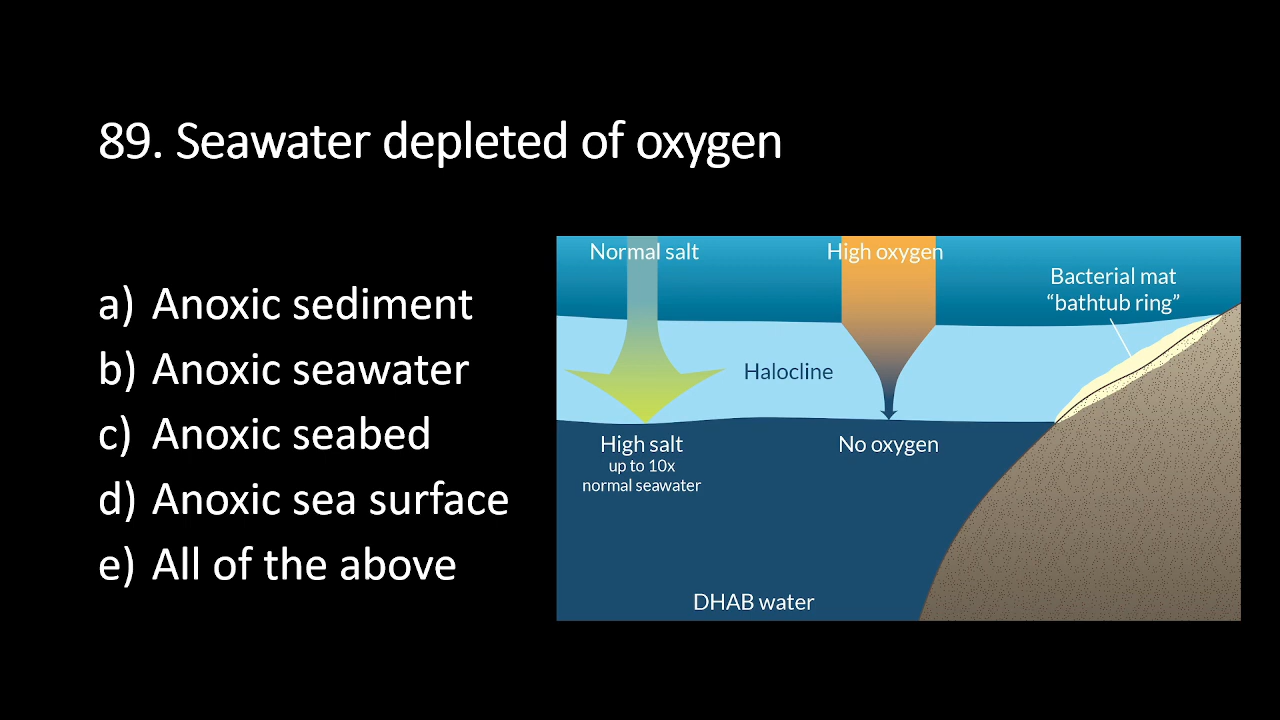 89. Seawater depleted of oxygen
a) Anoxic sediment
b) Anoxic seawater
c) Anoxic seabed
d) Anoxic sea surface
e) All of the above
Normal salt
High oxygen
Bacterial mat
“bathtub ring”
Halocline
High salt
up to 10x
normal seawater
No oxygen
DHAB water